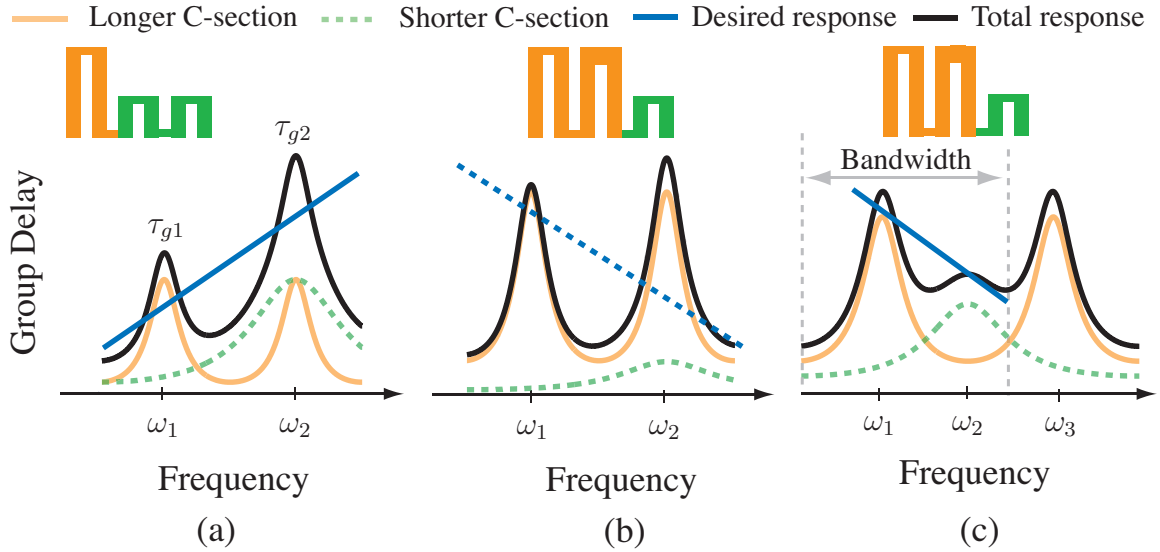 Longer C-section Shorter C-section Desired response Total response
τg1
τg2
Bandwidth
Group Delay
ω1 ω2
ω1 ω2
ω1 ω2 ω3
Frequency Frequency Frequency
(a) (b) (c)